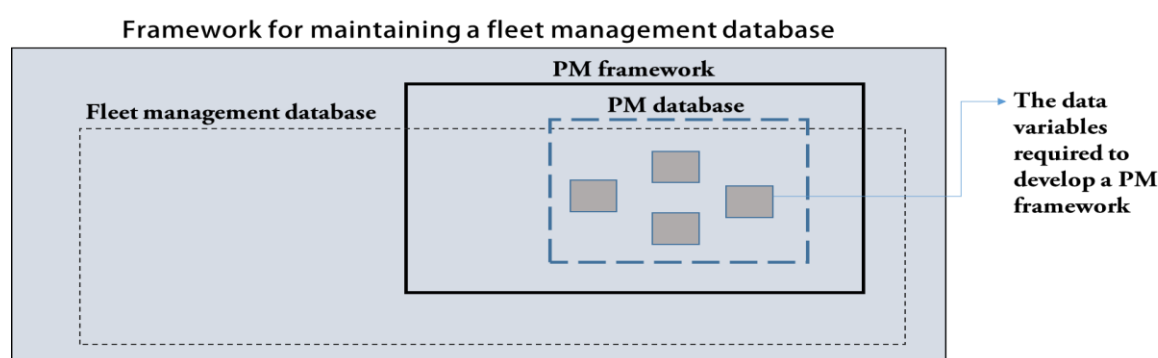 Framework for maintaining a fleet management database
PM framework
PM database
Fleet management database
The data
variables
required to
develop a PM
framework